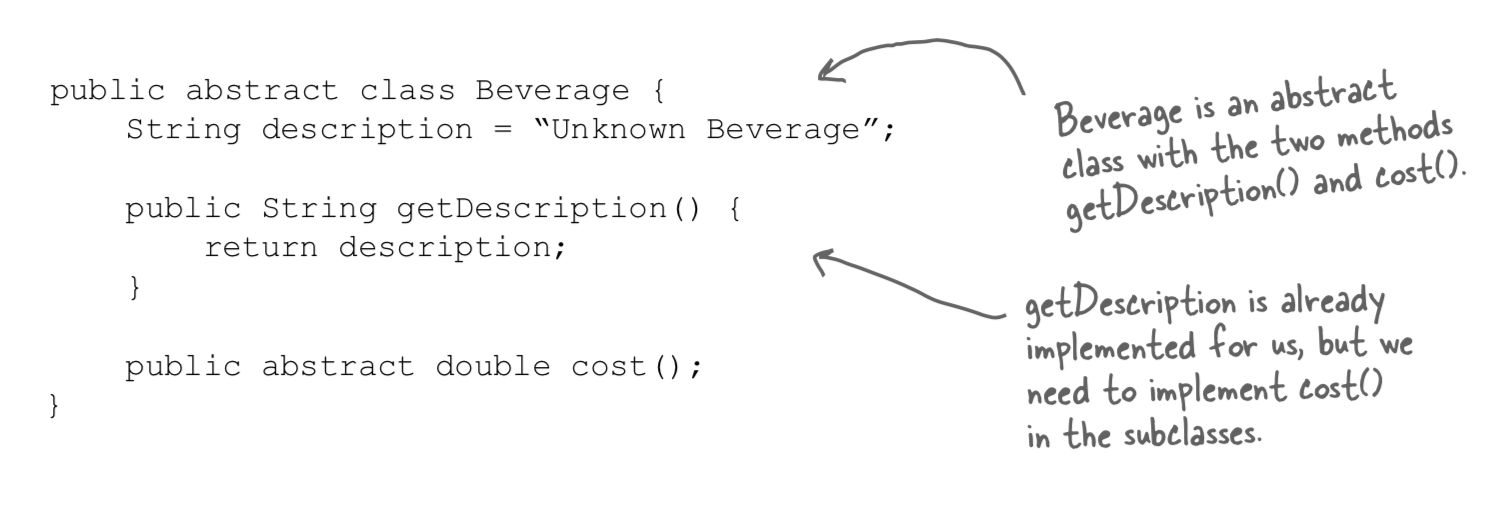 public abstract class Beverage {
String description = “Unknown Beverage”;
public String getDescription() {
return description;
}
public abstract double cost();
}
Beverage is an abstract
class with the two methods
getDescription() and cost().
getDescription is already
implemented for us, but we
need to implement cost()
in the subclasses.